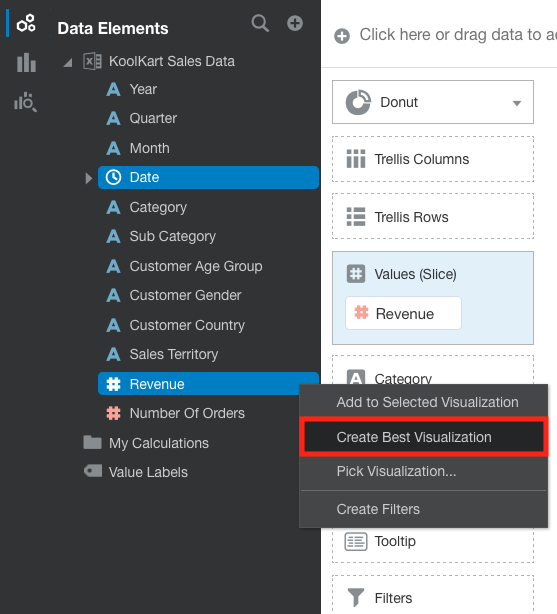 Data Elements
KoolKart Sales Data
Year
Quarter
Month
Date
Category
Sub Category
Customer Age Group
Customer Gender
Customer Country
Sales Territory
Revenue
Number Of Orders
My Calculations
Value Labels
Click here or drag data to
Donut
Trellis Columns
Trellis Rows
Values (Slice)
Revenue
Category
Add to Selected Visualization
Create Best Visualization
Pick Visualization...
Create Filters
Tooltip
Filters